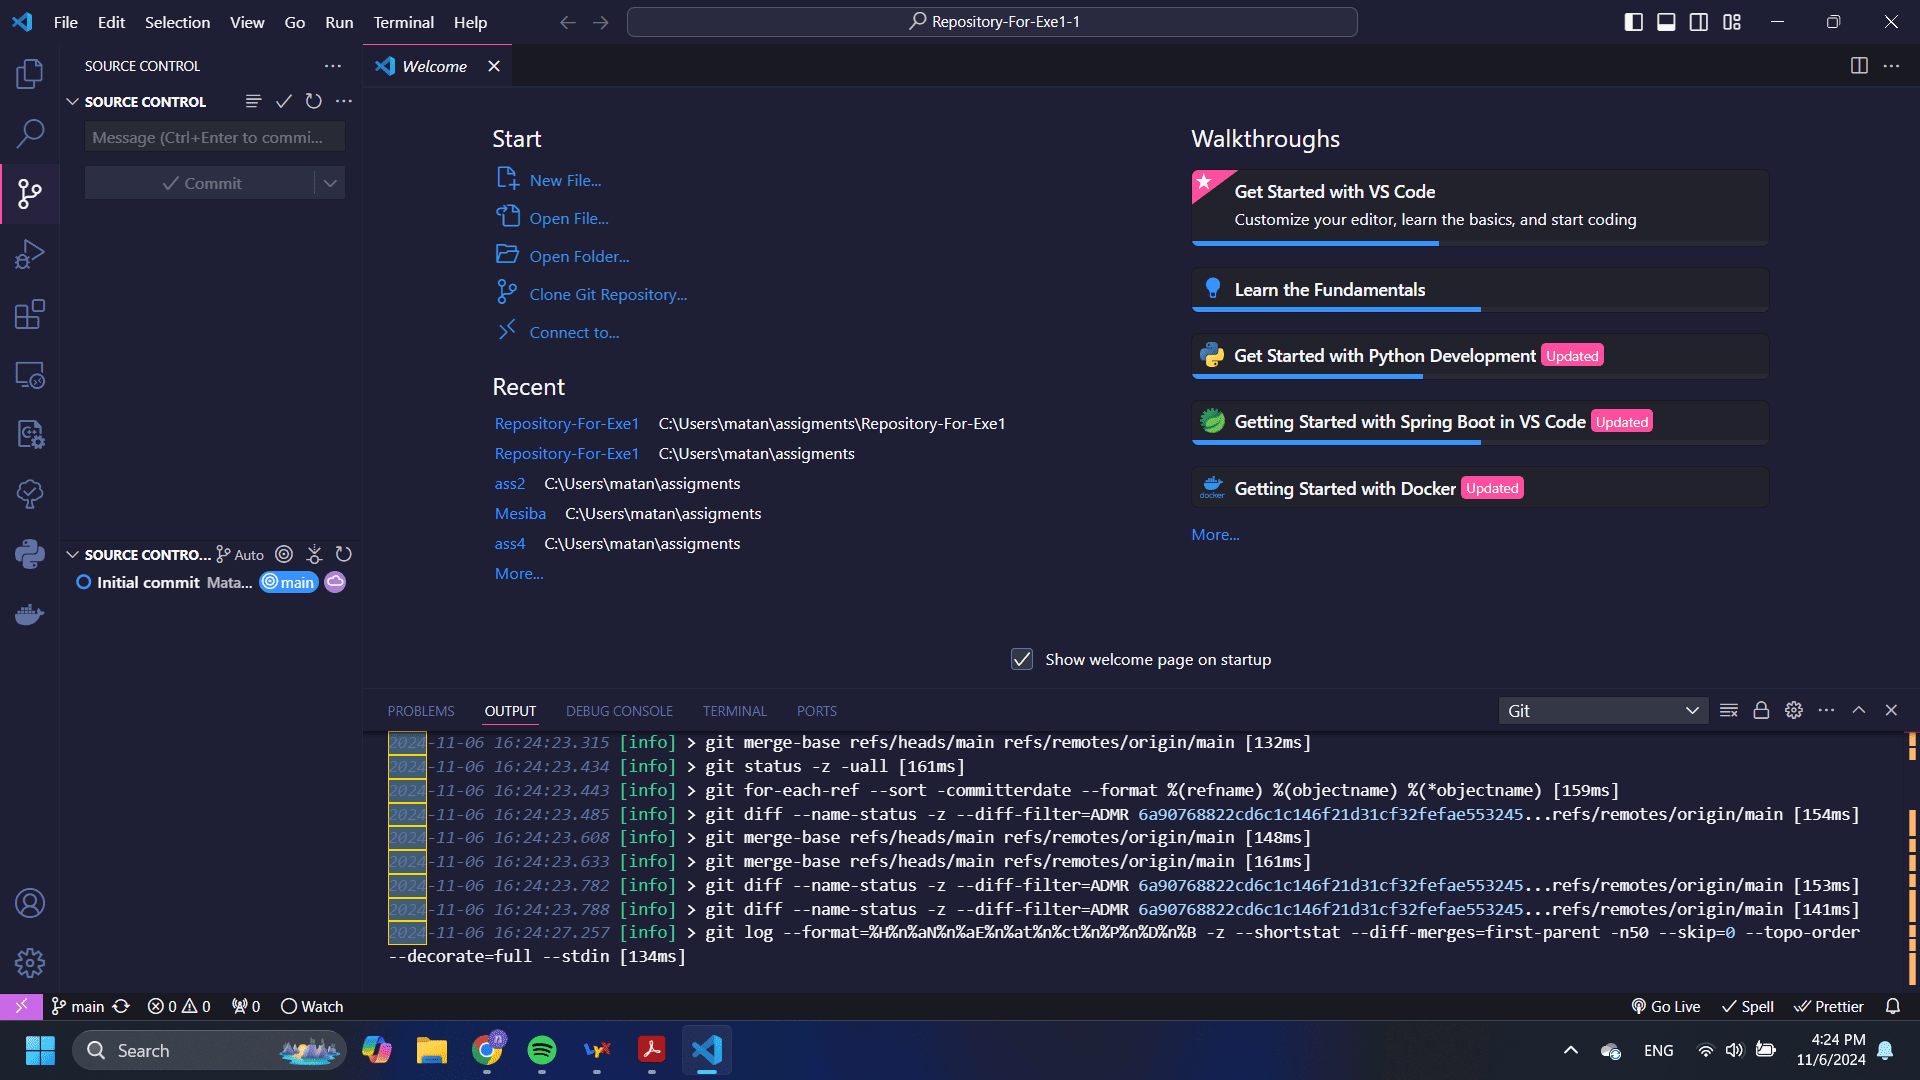 File Edit Selection View Go Run Terminal Help
Repository-For-Exe1-1
SOURCE CONTROL
SOURCE CONTROL
Message (Ctrl+Enter to commi...
Commit
Welcome
Start
New File...
Open File...
Open Folder...
Clone Git Repository...
Connect to...
Recent
Repository-For-Exe1 C:\Users\matan\assigments\Repository-For-Exe1
Repository-For-Exe1 C:\Users\matan\assigments
ass2 C:\Users\matan\assigments
Mesiba C:\Users\matan\assigments
ass4 C:\Users\matan\assigments
More...
Walkthroughs
Get Started with VS Code
Customize your editor, learn the basics, and start coding
Learn the Fundamentals
Get Started with Python Development Updated
Getting Started with Spring Boot in VS Code Updated
docker
Getting Started with Docker Updated
More...
Show welcome page on startup
SOURCE CONTRO... Auto
Initial commit Mata... main
PROBLEMS OUTPUT DEBUG CONSOLE TERMINAL PORTS
Git
2024-11-06 16:24:23.315 [info] > git merge-base refs/heads/main refs/remotes/origin/main [132ms]
2024-11-06 16:24:23.434 [info] > git status -z -uall [161ms]
2024-11-06 16:24:23.443 [info] > git for-each-ref --sort -committerdate --format %(refname) %(objectname) %(*objectname) [159ms]
2024-11-06 16:24:23.485 [info] > git diff --name-status -z --diff-filter=ADMR 6a90768822cd6c1c146f21d31cf32fefae553245...refs/remotes/origin/main [154ms]
2024-11-06 16:24:23.608 [info] > git merge-base refs/heads/main refs/remotes/origin/main [148ms]
2024-11-06 16:24:23.633 [info] > git merge-base refs/heads/main refs/remotes/origin/main [161ms]
2024-11-06 16:24:23.782 [info] > git diff --name-status -z --diff-filter=ADMR 6a90768822cd6c1c146f21d31cf32fefae553245...refs/remotes/origin/main [153ms]
2024-11-06 16:24:23.788 [info] > git diff --name-status -z --diff-filter=ADMR 6a90768822cd6c1c146f21d31cf32fefae553245...refs/remotes/origin/main [141ms]
2024-11-06 16:24:27.257 [info] > git log --format=%H%n%aN%n%aE%n%at%n%ct%n%P%n%D%n%B -z --shortstat --diff-merges=first-parent -n50 --skip=0 --topo-order
--decorate=full --stdin [134ms]
main 0 0 0 Watch
Go Live Spell Prettier
Search
ENG
4:24 PM
11/6/2024